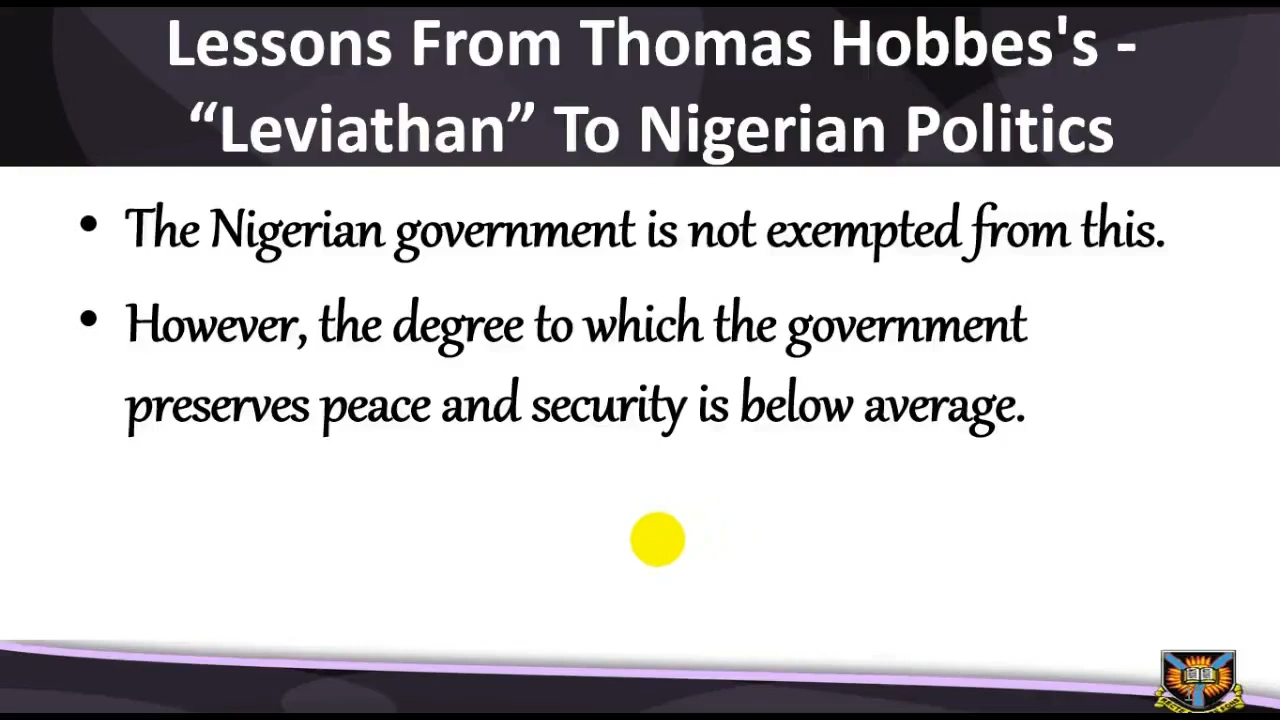 Lessons From Thomas Hobbes's -
“Leviathan” To Nigerian Politics
• The Nigerian government is not exempted from this.
• However, the degree to which the government
preserves peace and security is below average.